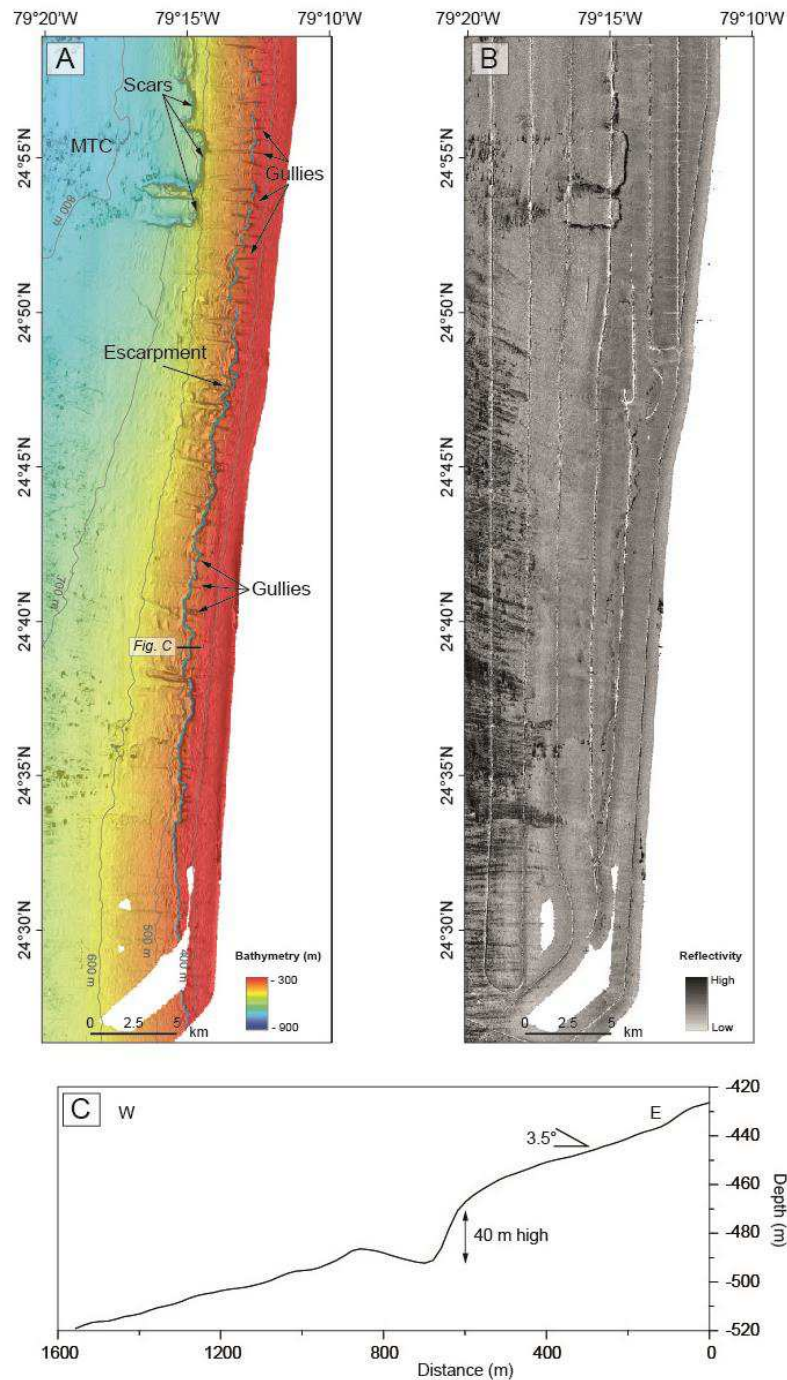 79°20'W 79°15'W 79°10'W
79°20'W 79°15'W 79°10'W
A
Scars
MTC
Gullies
800 m
24°55'N
24°50'N
Escarpment
24°45'N
700 m
Gullies
24°40'N
Fig. C
24°35'N
24°30'N
600 m
500 m
400 m
Bathymetry (m)
- 300
- 900
0 2.5 5
km
B
24°55'N
24°50'N
24°45'N
24°40'N
24°35'N
24°30'N
Reflectivity
High
Low
0 2.5 5
km
C
W
E
3.5°
40 m high
-420
-440
-460
-480
-500
-520
Depth (m)
1600 1200 800 400 0
Distance (m)